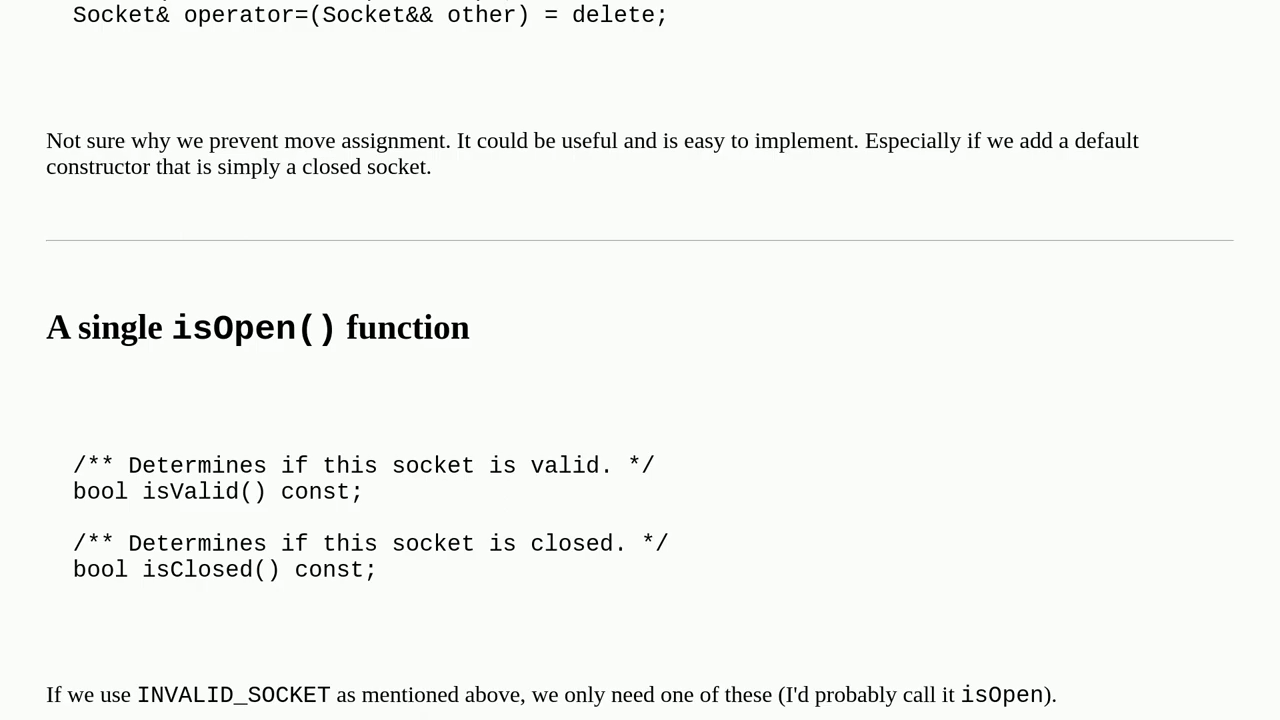 Socket& operator=(Socket&& other) = delete;
Not sure why we prevent move assignment. It could be useful and is easy to implement. Especially if we add a default
constructor that is simply a closed socket.
A single isOpen() function
/** Determines if this socket is valid. */
bool isValid() const;
/** Determines if this socket is closed. */
bool isClosed() const;
If we use INVALID_SOCKET as mentioned above, we only need one of these (I'd probably call it isOpen).